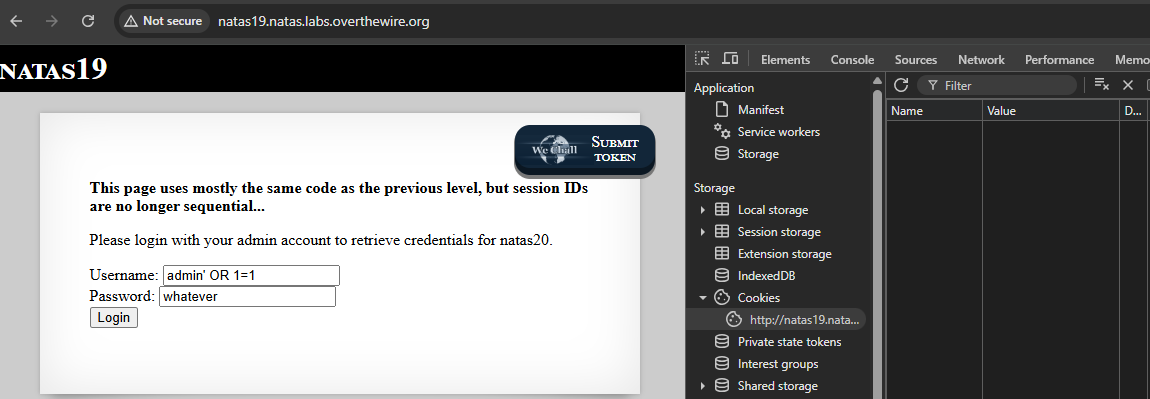 Not secure natas19.natas.labs.overthewire.org
NATAS19
We Chall
SUBMIT
TOKEN
This page uses mostly the same code as the previous level, but session IDs
are no longer sequential...
Please login with your admin account to retrieve credentials for natas20.
Username: admin' OR 1=1
Password: whatever
Login
Elements Console Sources Network Performance Memo
Application
Manifest
Service workers
Storage
Storage
Local storage
Session storage
Extension storage
IndexedDB
Cookies
http://natas19.nata...
Private state tokens
Interest groups
Shared storage
Filter
Name Value D...